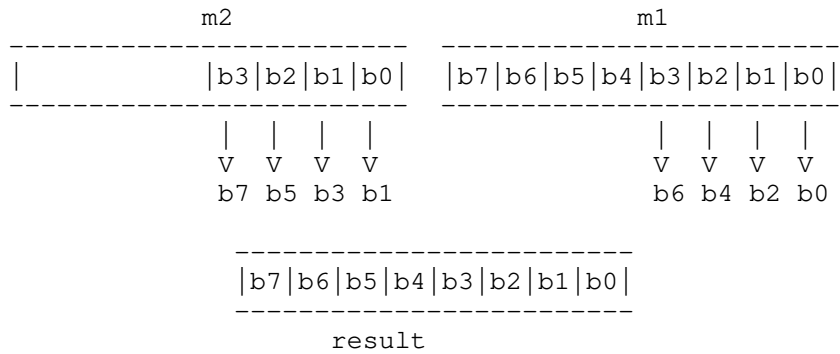 m2 m1
| |b3|b2|b1|b0| |b7|b6|b5|b4|b3|b2|b1|b0|
| | | | | | | |
V V V V V V V V
b7 b5 b3 b1 b6 b4 b2 b0
|b7|b6|b5|b4|b3|b2|b1|b0|
result